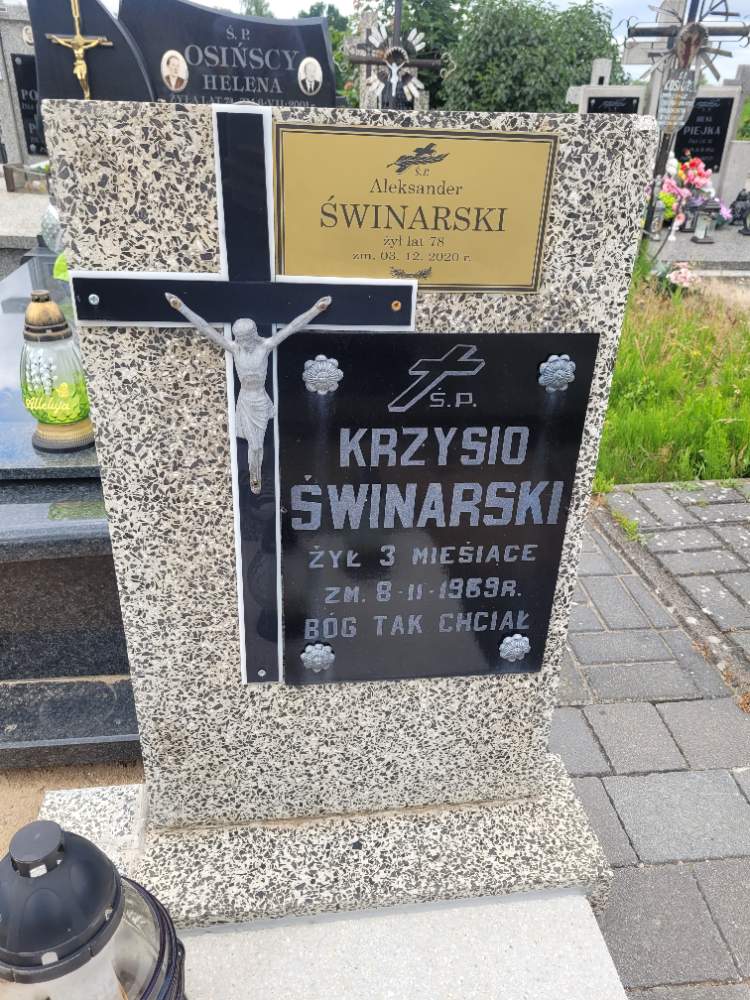 Ś.P.
Aleksander
ŚWINARSKI
żył lat 78
zm. 03. 12. 2020 r.
Ś.P.
KRZYSIO
ŚWINARSKI
ŻYŁ 3 MIESIĄCE
ZM. 8-11-1969R.
BÓG TAK CHCIAŁ
Ś.P.
OSIŃSCY
HELENA
Alleluja
PIEJKA